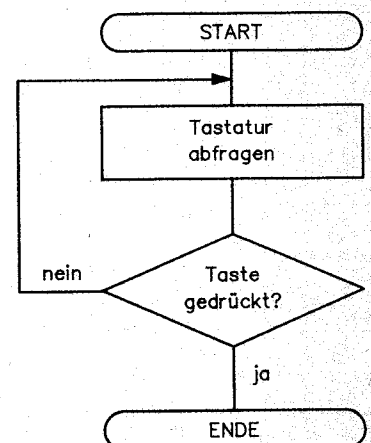 START
Tastatur
abfragen
nein
Taste
gedrückt?
ja
ENDE